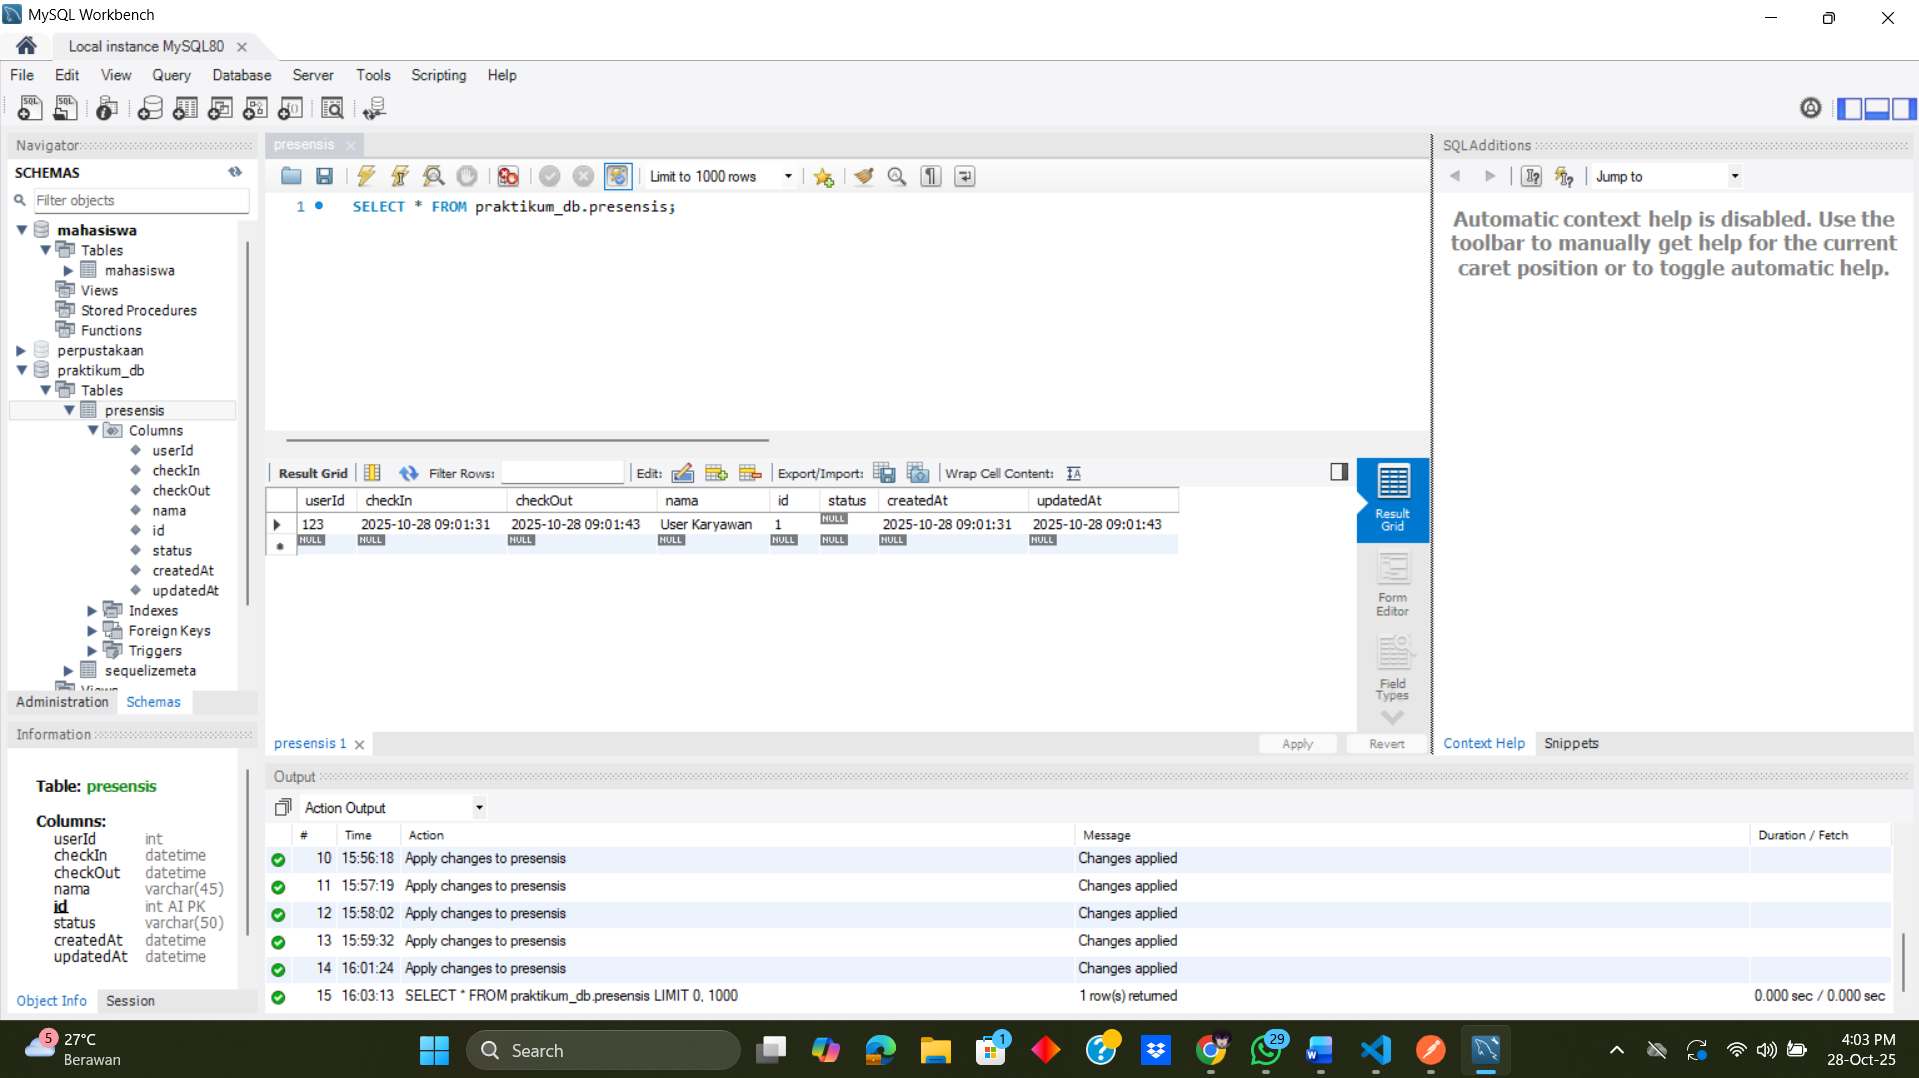 MySQL Workbench
Local instance MySQL80
File Edit View Query Database Server Tools Scripting Help
Navigator
SCHEMAS
Filter objects
mahasiswa
Tables
mahasiswa
Views
Stored Procedures
Functions
perpustakaan
praktikum_db
Tables
presensis
Columns
userId
checkIn
checkOut
nama
id
status
createdAt
updatedAt
Indexes
Foreign Keys
Triggers
sequelizemeta
Views
Administration Schemas
Information
Table: presensis
Columns:
userId int
checkIn datetime
checkOut datetime
nama varchar(45)
id int AI PK
status varchar(50)
createdAt datetime
updatedAt datetime
Object Info Session
presensis
Limit to 1000 rows
1 SELECT * FROM praktikum_db.presensis;
Result Grid Filter Rows: Edit: Export/Import: Wrap Cell Content:
userId checkIn checkOut nama id status createdAt updatedAt
123 2025-10-28 09:01:31 2025-10-28 09:01:43 User Karyawan 1 NULL 2025-10-28 09:01:31 2025-10-28 09:01:43
NULL NULL NULL NULL NULL NULL NULL NULL
Result
Grid
Form
Editor
Field
Types
presensis 1
Apply Revert
SQLAdditions
Jump to
Automatic context help is disabled. Use the
toolbar to manually get help for the current
caret position or to toggle automatic help.
Context Help Snippets
Output
Action Output
# Time Action Message Duration / Fetch
10 15:56:18 Apply changes to presensis Changes applied
11 15:57:19 Apply changes to presensis Changes applied
12 15:58:02 Apply changes to presensis Changes applied
13 15:59:32 Apply changes to presensis Changes applied
14 16:01:24 Apply changes to presensis Changes applied
15 16:03:13 SELECT * FROM praktikum_db.presensis LIMIT 0, 1000 1 row(s) returned 0.000 sec / 0.000 sec
5
27°C
Berawan
Search
1
29
4:03 PM
28-Oct-25